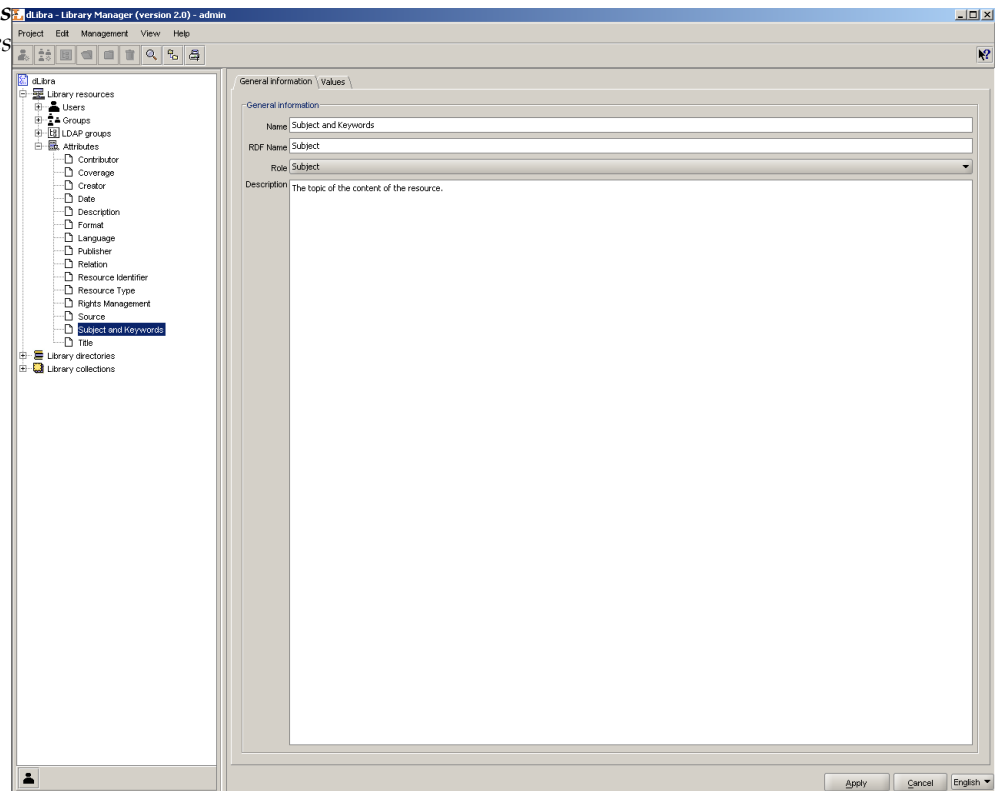 dLibra - Library Manager (version 2.0) - admin
Project Edit Management View Help
dLibra
Library resources
Users
Groups
LDAP groups
Attributes
Contributor
Coverage
Creator
Date
Description
Format
Language
Publisher
Relation
Resource Identifier
Resource Type
Rights Management
Source
Subject and Keywords
Title
Library directories
Library collections
General information Values
General information
Name Subject and Keywords
RDF Name Subject
Role Subject
Description The topic of the content of the resource.
Apply Cancel English